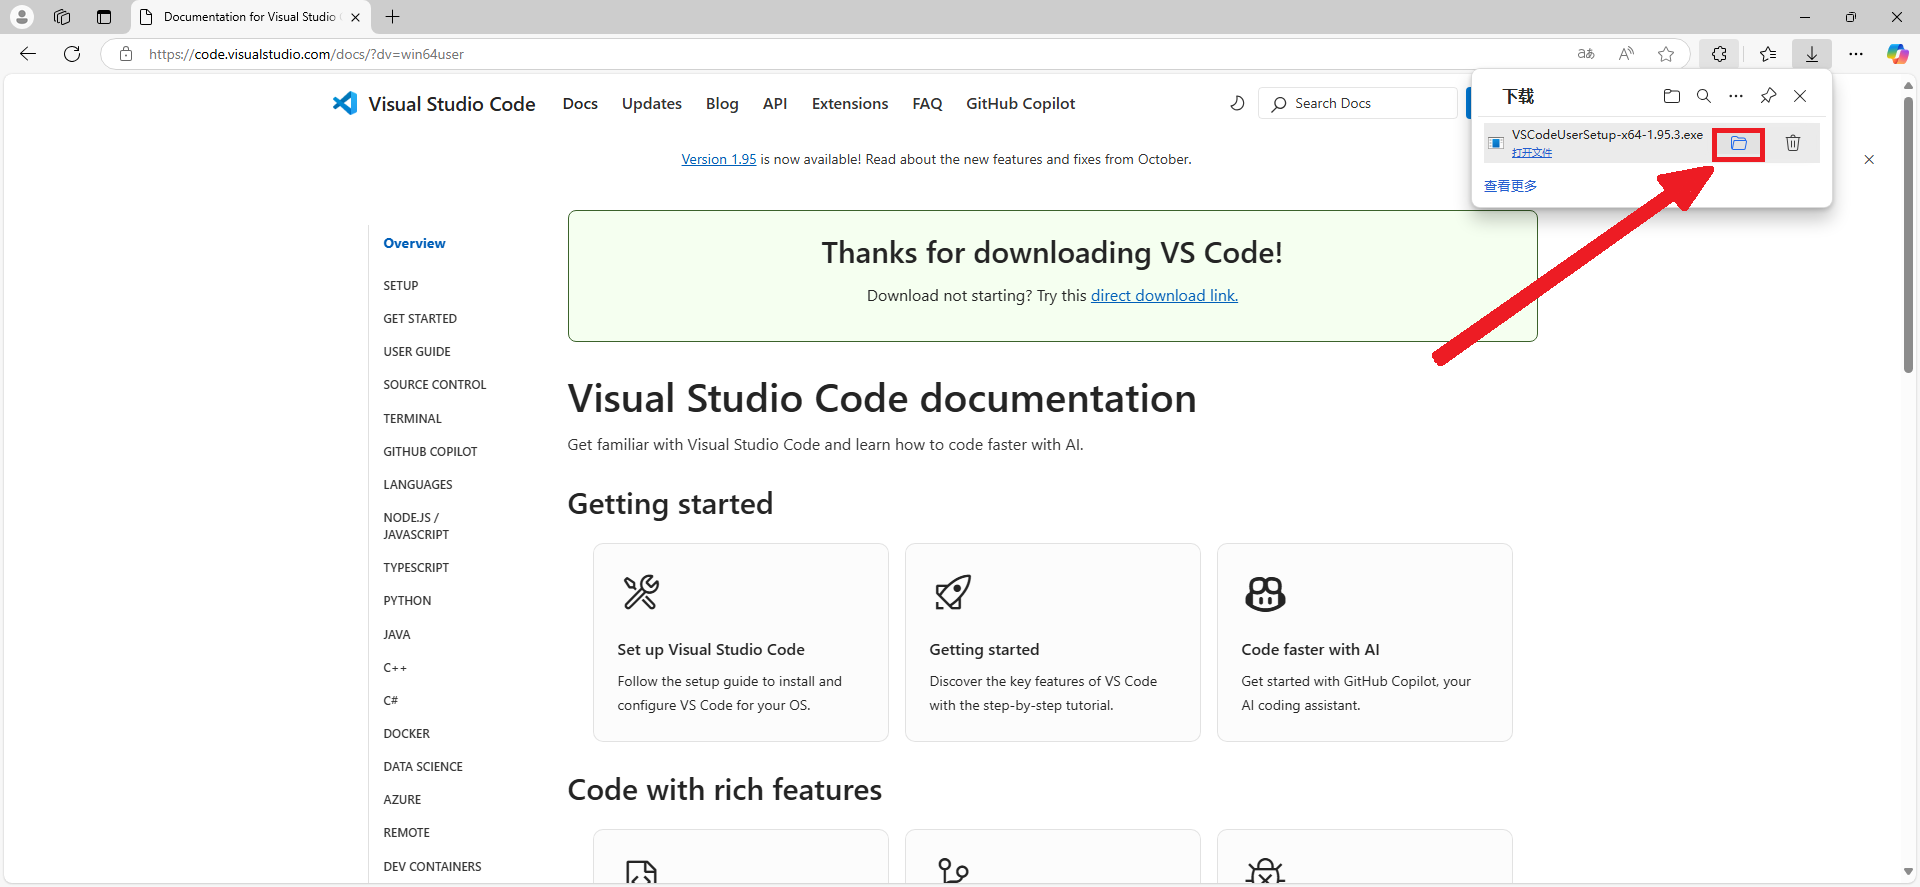 Documentation for Visual Studio
https://code.visualstudio.com/docs/?dv=win64user
aあ
Visual Studio Code
Docs
Updates
Blog
API
Extensions
FAQ
GitHub Copilot
Search Docs
下载
VSCodeUserSetup-x64-1.95.3.exe
打开文件
查看更多
Version 1.95 is now available! Read about the new features and fixes from October.
Overview
SETUP
GET STARTED
USER GUIDE
SOURCE CONTROL
TERMINAL
GITHUB COPILOT
LANGUAGES
NODE.JS /
JAVASCRIPT
TYPESCRIPT
PYTHON
JAVA
C++
C#
DOCKER
DATA SCIENCE
AZURE
REMOTE
DEV CONTAINERS
Thanks for downloading VS Code!
Download not starting? Try this direct download link.
Visual Studio Code documentation
Get familiar with Visual Studio Code and learn how to code faster with AI.
Getting started
Set up Visual Studio Code
Follow the setup guide to install and
configure VS Code for your OS.
Getting started
Discover the key features of VS Code
with the step-by-step tutorial.
Code faster with AI
Get started with GitHub Copilot, your
AI coding assistant.
Code with rich features